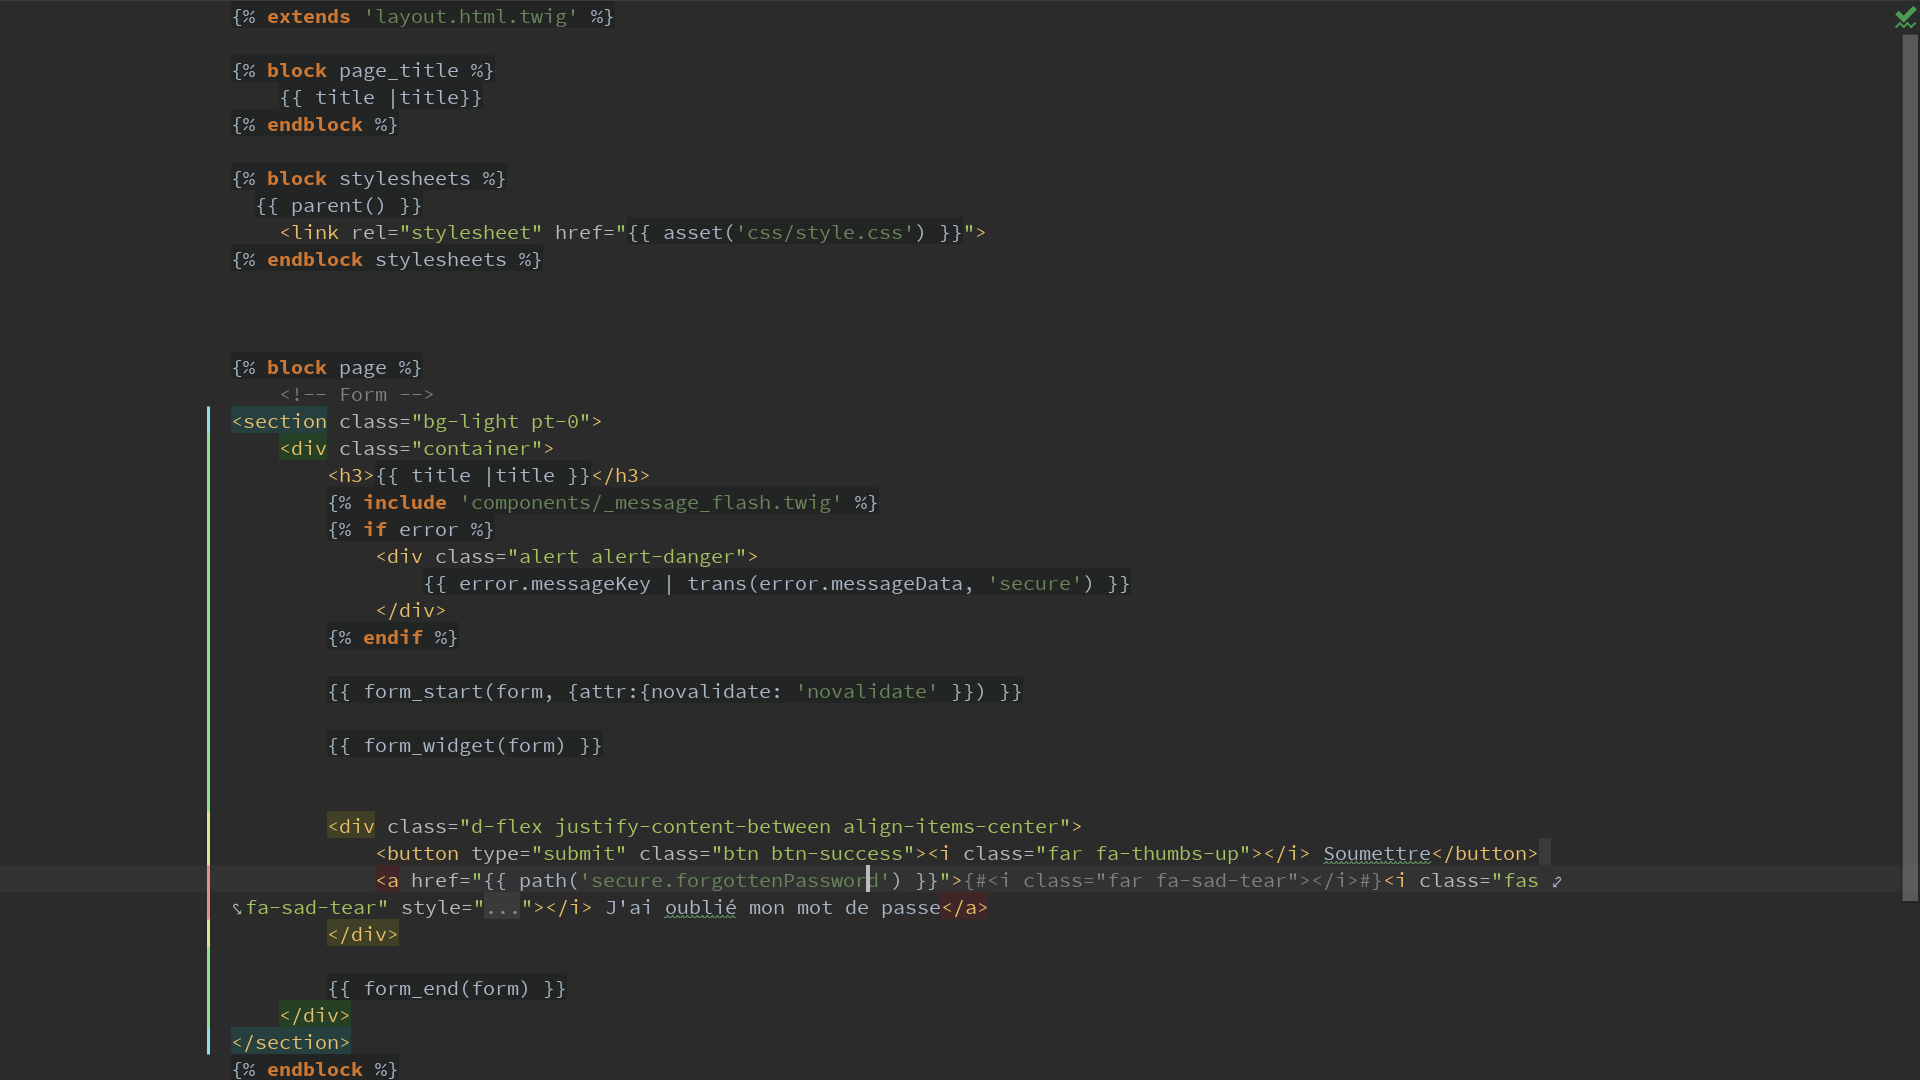 {% extends 'layout.html.twig' %}
{% block page_title %}
{{ title |title}}
{% endblock %}
{% block stylesheets %}
{{ parent() }}
<link rel="stylesheet" href="{{ asset('css/style.css') }}">
{% endblock stylesheets %}
{% block page %}
<!-- Form -->
<section class="bg-light pt-0">
<div class="container">
<h3>{{ title |title }}</h3>
{% include 'components/_message_flash.twig' %}
{% if error %}
<div class="alert alert-danger">
{{ error.messageKey | trans(error.messageData, 'secure') }}
</div>
{% endif %}
{{ form_start(form, {attr:{novalidate: 'novalidate' }}) }}
{{ form_widget(form) }}
<div class="d-flex justify-content-between align-items-center">
<button type="submit" class="btn btn-success"><i class="far fa-thumbs-up"></i> Soumettre</button>
<a href="{{ path('secure.forgottenPassword') }}">{#<i class="far fa-sad-tear"></i>#}<i class="fas
fa-sad-tear" style="..."></i> J'ai oublié mon mot de passe</a>
</div>
{{ form_end(form) }}
</div>
</section>
{% endblock %}